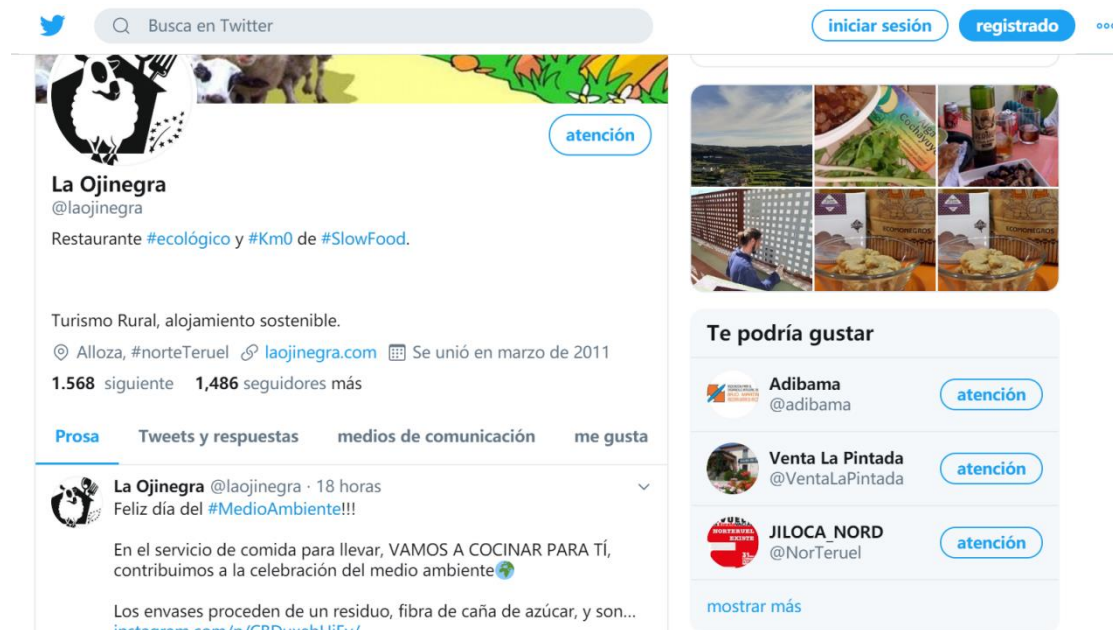 Busca en Twitter
iniciar sesión
registrado
atención
La Ojinegra
@laojinegra
Restaurante #ecológico y #Km0 de #SlowFood.
Turismo Rural, alojamiento sostenible.
Alloza, #norteTeruel laojinegra.com Se unió en marzo de 2011
1.568 siguiente 1,486 seguidores más
Prosa Tweets y respuestas medios de comunicación me gusta
La Ojinegra @laojinegra · 18 horas
Feliz día del #MedioAmbiente!!!
En el servicio de comida para llevar, VAMOS A COCINAR PARA TÍ,
contribuimos a la celebración del medio ambiente
Los envases proceden de un residuo, fibra de caña de azúcar, y son...
Alga
Cochayuyo
ECONOMONEGROS
ECONOMONEGROS
Te podría gustar
Adibama
@adibama
atención
Venta La Pintada
@VentaLaPintada
atención
JILOCA_NORD
@NorTeruel
atención
mostrar más